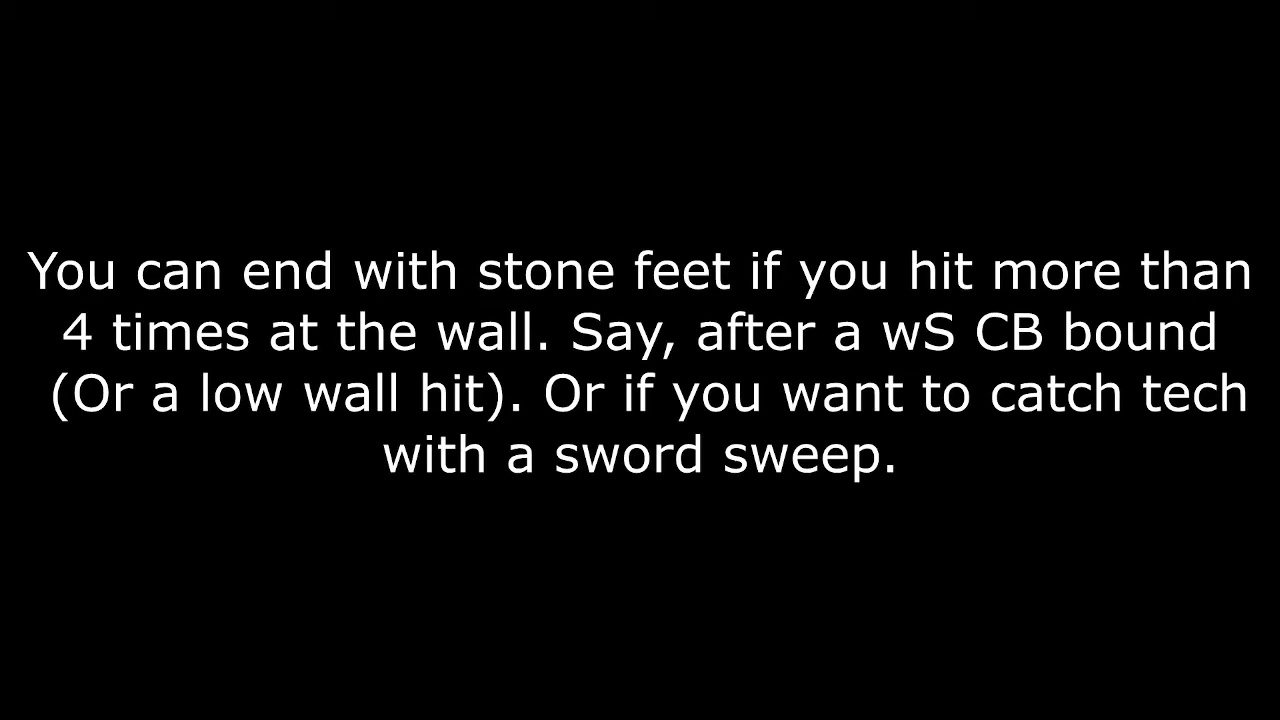 You can end with stone feet if you hit more than
4 times at the wall. Say, after a wS CB bound
(Or a low wall hit). Or if you want to catch tech
with a sword sweep.